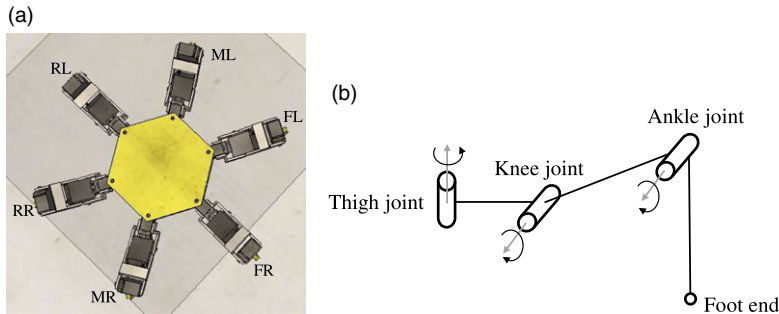 (a)
ML
RL
FL
RR
FR
MR
(b)
Ankle joint
Knee joint
Thigh joint
Foot end